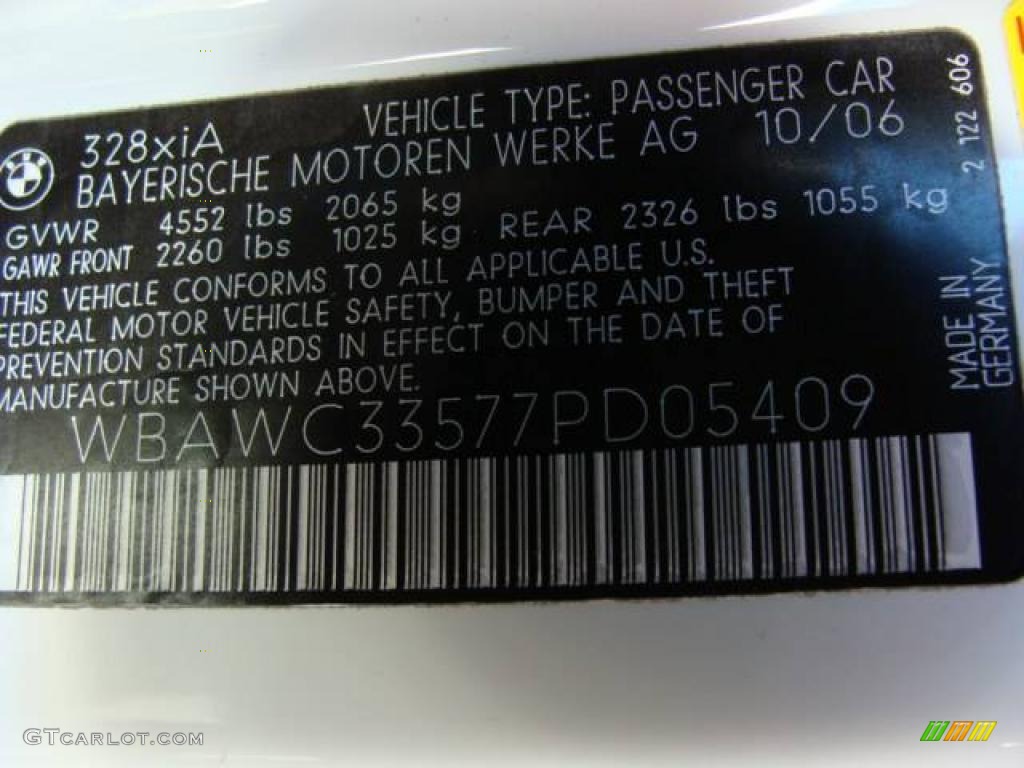 328xiA VEHICLE TYPE: PASSENGER CAR
BAYERISCHE MOTOREN WERKE AG 10/06
GVWR 4552 lbs 2065 kg
GAWR FRONT 2260 lbs 1025 kg REAR 2326 lbs 1055 kg
THIS VEHICLE CONFORMS TO ALL APPLICABLE U.S.
FEDERAL MOTOR VEHICLE SAFETY, BUMPER AND THEFT
PREVENTION STANDARDS IN EFFECT ON THE DATE OF
MANUFACTURE SHOWN ABOVE.
WBAWC33577PD05409
2 122 606
MADE IN
GERMANY
GTCARLOT.COM